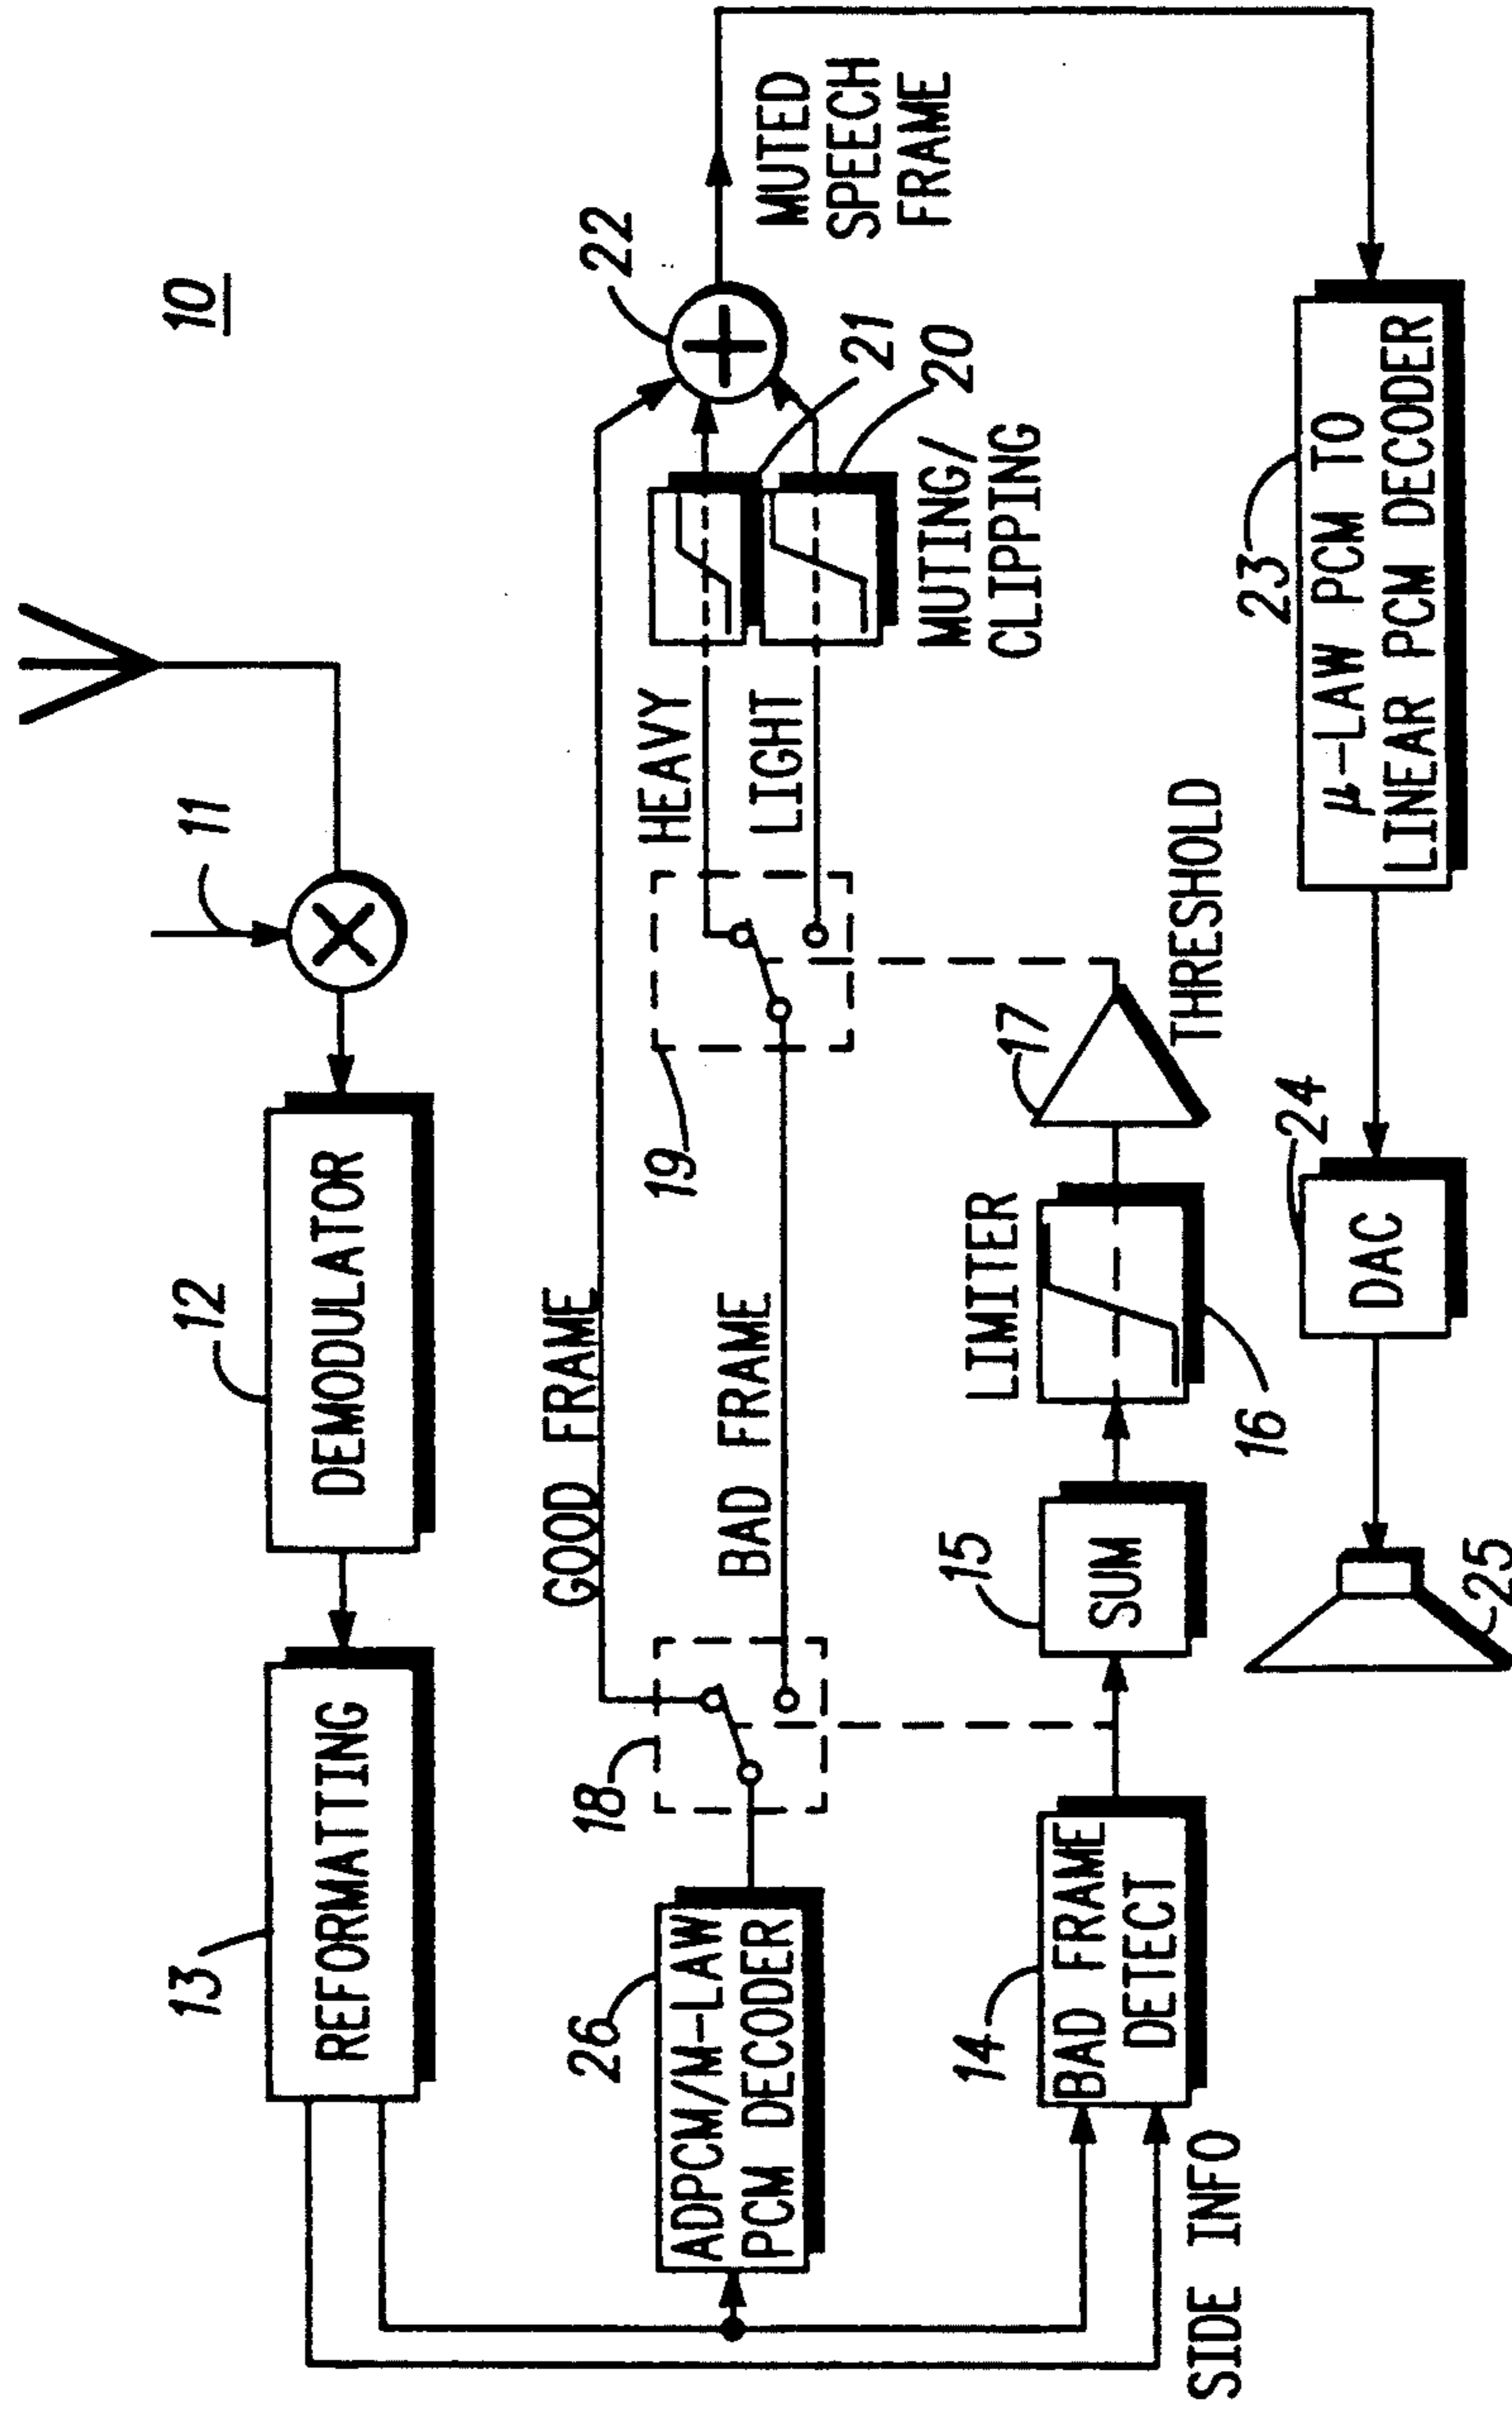 10
11
12
DEMODULATOR
13
REFORMATTING
GOOD FRAME
BAD FRAME
18
19
HEAVY
LIGHT
22
21
20
MUTING/
CLIPPING
MUTED
SPEECH
FRAME
26
ADPCM/M-LAW
PCM DECODER
14
BAD FRAME
DETECT
SIDE INFO
15
SUM
LIMITER
16
17
THRESHOLD
23
μ-LAW PCM TO
LINEAR PCM DECODER
24
DAC
25